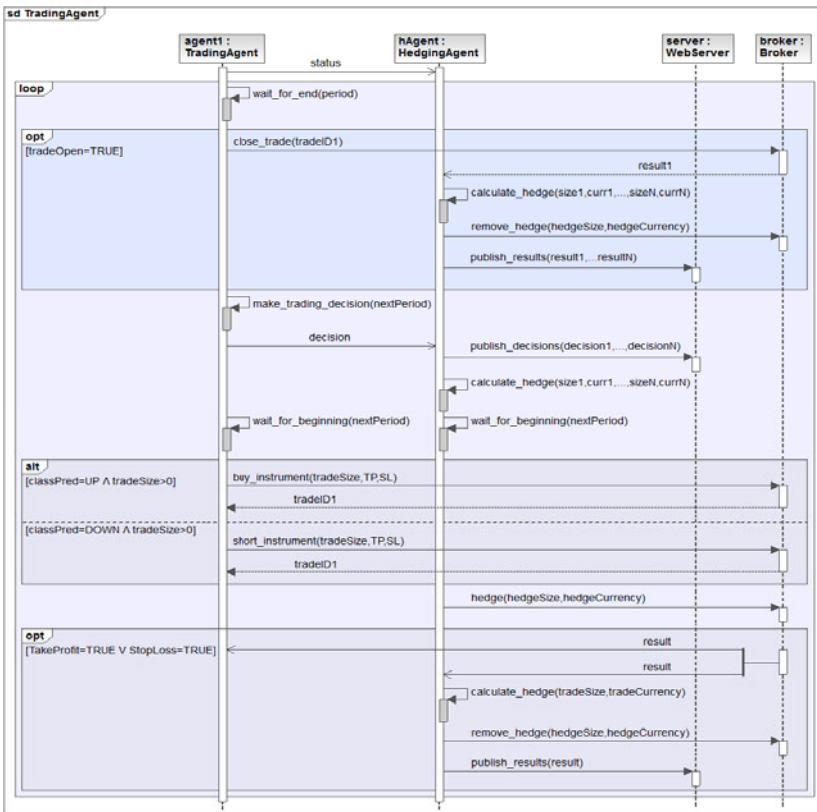 sd TradingAgent
agent1 :
TradingAgent
hAgent :
HedgingAgent
server :
WebServer
broker :
Broker
status
loop
wait_for_end(period)
opt
[tradeOpen=TRUE]
close_trade(tradeID1)
result1
calculate_hedge(size1,curr1,...,sizeN,currN)
remove_hedge(hedgeSize,hedgeCurrency)
publish_results(result1,...resultN)
make_trading_decision(nextPeriod)
decision
publish_decisions(decision1,...,decisionN)
calculate_hedge(size1,curr1,...,sizeN,currN)
wait_for_beginning(nextPeriod)
wait_for_beginning(nextPeriod)
alt
[classPred=UP Λ tradeSize>0]
buy_instrument(tradeSize,TP,SL)
tradeID1
[classPred=DOWN Λ tradeSize>0]
short_instrument(tradeSize,TP,SL)
tradeID1
hedge(hedgeSize,hedgeCurrency)
opt
[TakeProfit=TRUE V StopLoss=TRUE]
result
result
calculate_hedge(tradeSize,tradeCurrency)
remove_hedge(hedgeSize,hedgeCurrency)
publish_results(result)